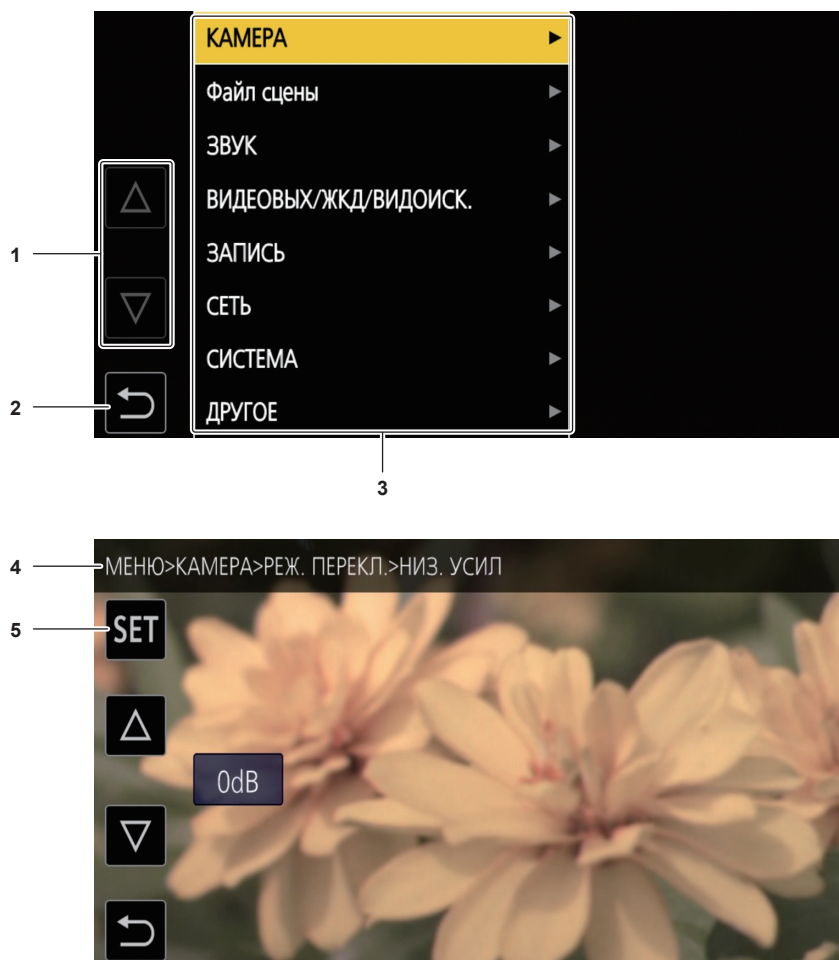 КАМЕРА
Файл сцены
ЗВУК
ВИДЕОВЫХ/ЖКД/ВИДОИСК.
1
ЗАПИСЬ
СЕТЬ
СИСТЕМА
2
ДРУГОЕ
3
4
МЕНЮ>КАМЕРА>РЕЖ. ПЕРЕКЛ.>НИЗ. УСИЛ
5
SET
0dB